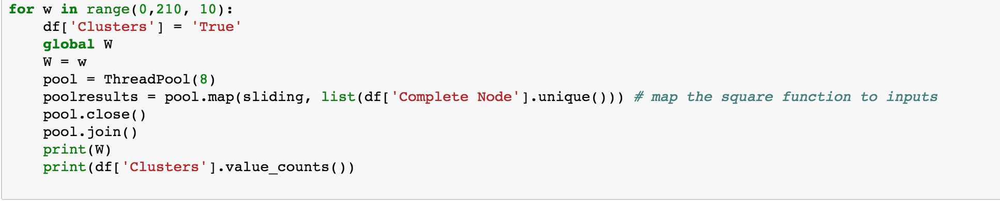 for w in range(0,210, 10):
    df['Clusters'] = 'True'
    global W
    W = w
    pool = ThreadPool(8)
    poolresults = pool.map(sliding, list(df['Complete Node'].unique())) # map the square function to inputs
    pool.close()
    pool.join()
    print(W)
    print(df['Clusters'].value_counts())